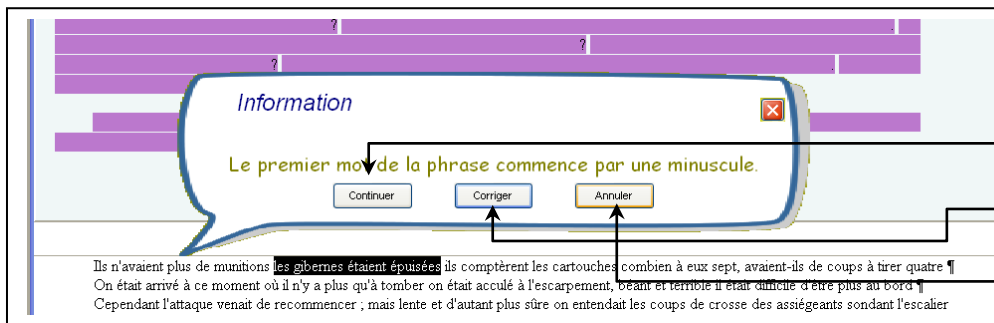 ? .
?
? .
Information
Le premier mot de la phrase commence par une minuscule.
Continuer Corriger Annuler
Ils n'avaient plus de munitions les gibernes étaient épuisées ils comptèrent les cartouches combien à eux sept, avaient-ils de coups à tirer quatre ¶
On était arrivé à ce moment où il n'y a plus qu'à tomber on était acculé à l'escarpement, béant et terrible il était difficile d'être plus au bord ¶
Cependant l'attaque venait de recommencer ; mais lente et d'autant plus sûre on entendait les coups de crosse des assiégeants sondant l'escalier